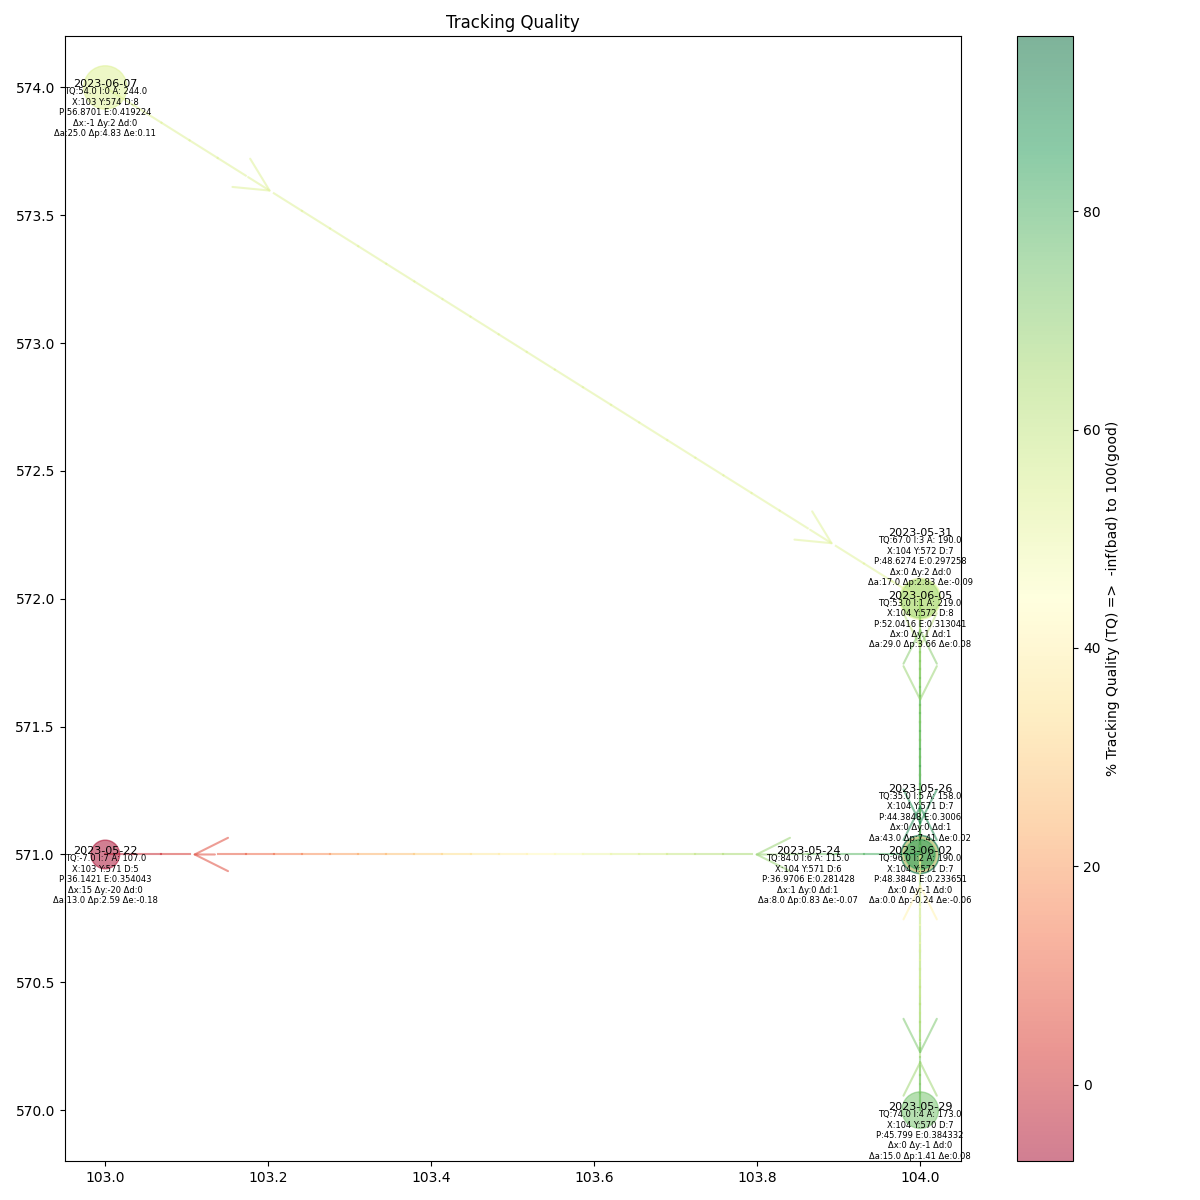 Tracking Quality
574.0
573.5
573.0
572.5
572.0
571.5
571.0
570.5
570.0
103.0
103.2
103.4
103.6
103.8
104.0
2023-06-07
TQ:54.0 I:0 A: 244.0
X:103 Y:574 D:8
P:56.8701 E:0.419224
Δx:-1 Δy:2 Δd:0
Δa:25.0 Δp:4.83 Δe:0.11
2023-05-31
TQ:67.0 I:3 A: 190.0
X:104 Y:572 D:7
P:48.6274 E:0.297258
Δx:0 Δy:2 Δd:0
Δa:17.0 Δp:2.83 Δe:-0.09
2023-06-05
TQ:53.0 I:1 A: 219.0
X:104 Y:572 D:8
P:52.0416 E:0.313041
Δx:0 Δy:1 Δd:1
Δa:29.0 Δp:3.66 Δe:0.08
2023-05-26
TQ:35.0 I:5 A: 158.0
X:104 Y:571 D:7
P:44.3848 E:0.3006
Δx:0 Δy:0 Δd:1
Δa:43.0 Δp:7.41 Δe:0.02
2023-05-22
TQ:-7.0 I:7 A: 107.0
X:103 Y:571 D:5
P:36.1421 E:0.354043
Δx:15 Δy:-20 Δd:0
Δa:13.0 Δp:2.59 Δe:-0.18
2023-05-24
TQ:84.0 I:6 A: 115.0
X:104 Y:571 D:6
P:36.9706 E:0.281428
Δx:1 Δy:0 Δd:1
Δa:8.0 Δp:0.83 Δe:-0.07
2023-06-02
TQ:96.0 I:2 A: 190.0
X:104 Y:571 D:7
P:48.3848 E:0.233651
Δx:0 Δy:-1 Δd:0
Δa:0.0 Δp:-0.24 Δe:-0.06
2023-05-29
TQ:74.0 I:4 A: 173.0
X:104 Y:570 D:7
P:45.799 E:0.384332
Δx:0 Δy:-1 Δd:0
Δa:15.0 Δp:1.41 Δe:0.08
80
60
40
20
0
% Tracking Quality (TQ) =>  -inf(bad) to 100(good)